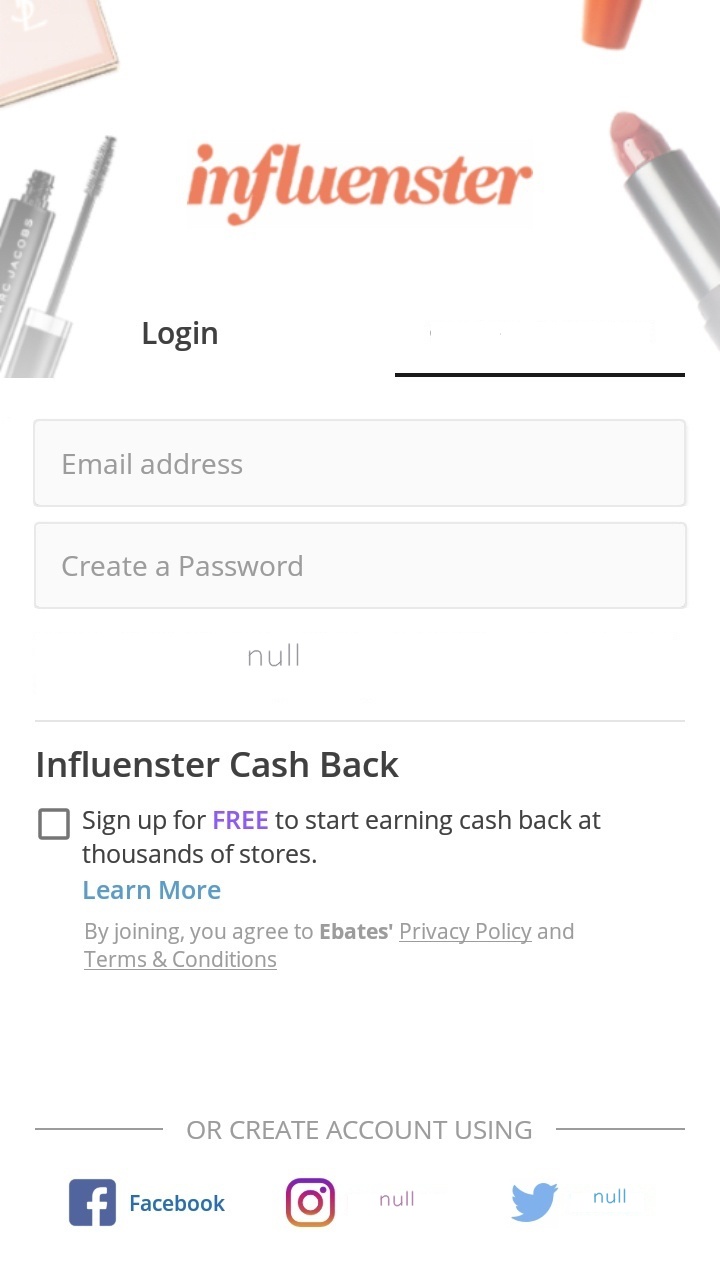 influenster
MARC JACOBS
Login
Email address
Create a Password
null
Influenster Cash Back
Sign up for FREE to start earning cash back at
thousands of stores.
Learn More
By joining, you agree to Ebates' Privacy Policy and
Terms & Conditions
OR CREATE ACCOUNT USING
Facebook
null
null